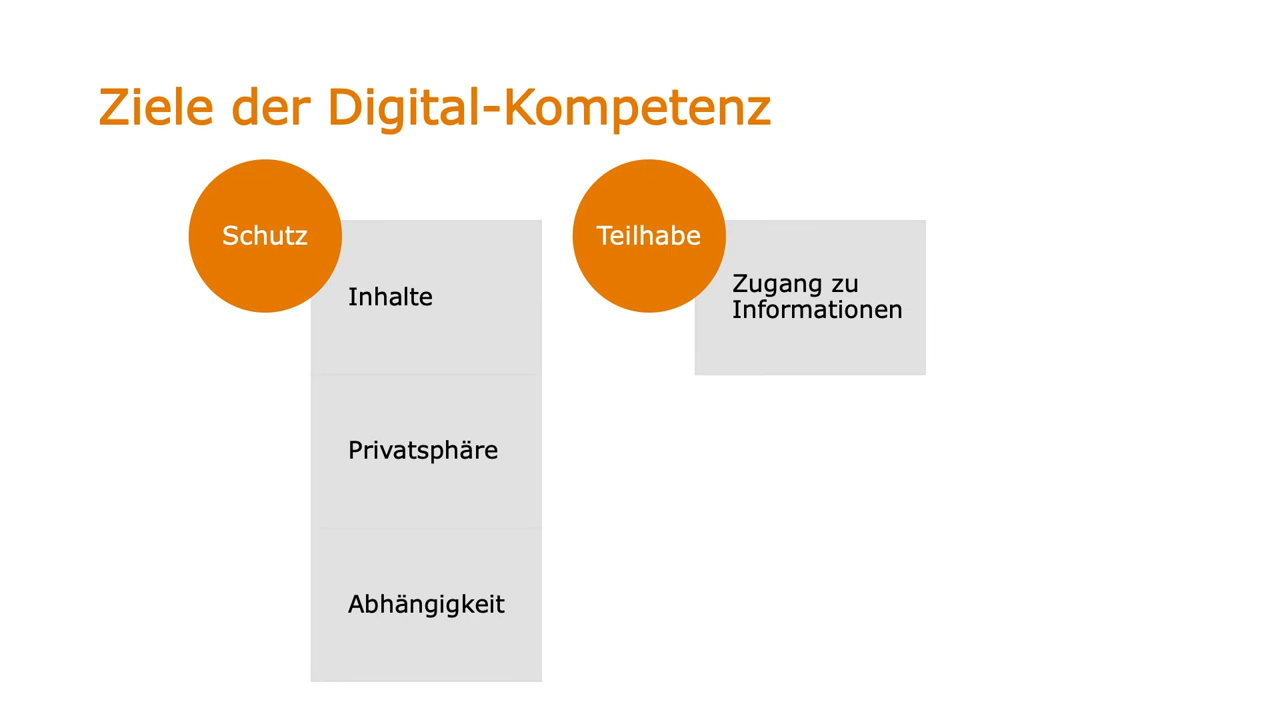 Ziele der Digital-Kompetenz
Schutz
Inhalte
Privatsphäre
Abhängigkeit
Teilhabe
Zugang zu
Informationen